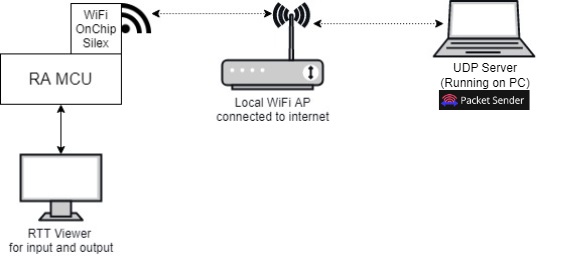 WiFi
OnChip
Silex
RA MCU
Local WiFi AP
connected to internet
UDP Server
(Running on PC)
Packet Sender
RTT Viewer
for input and output